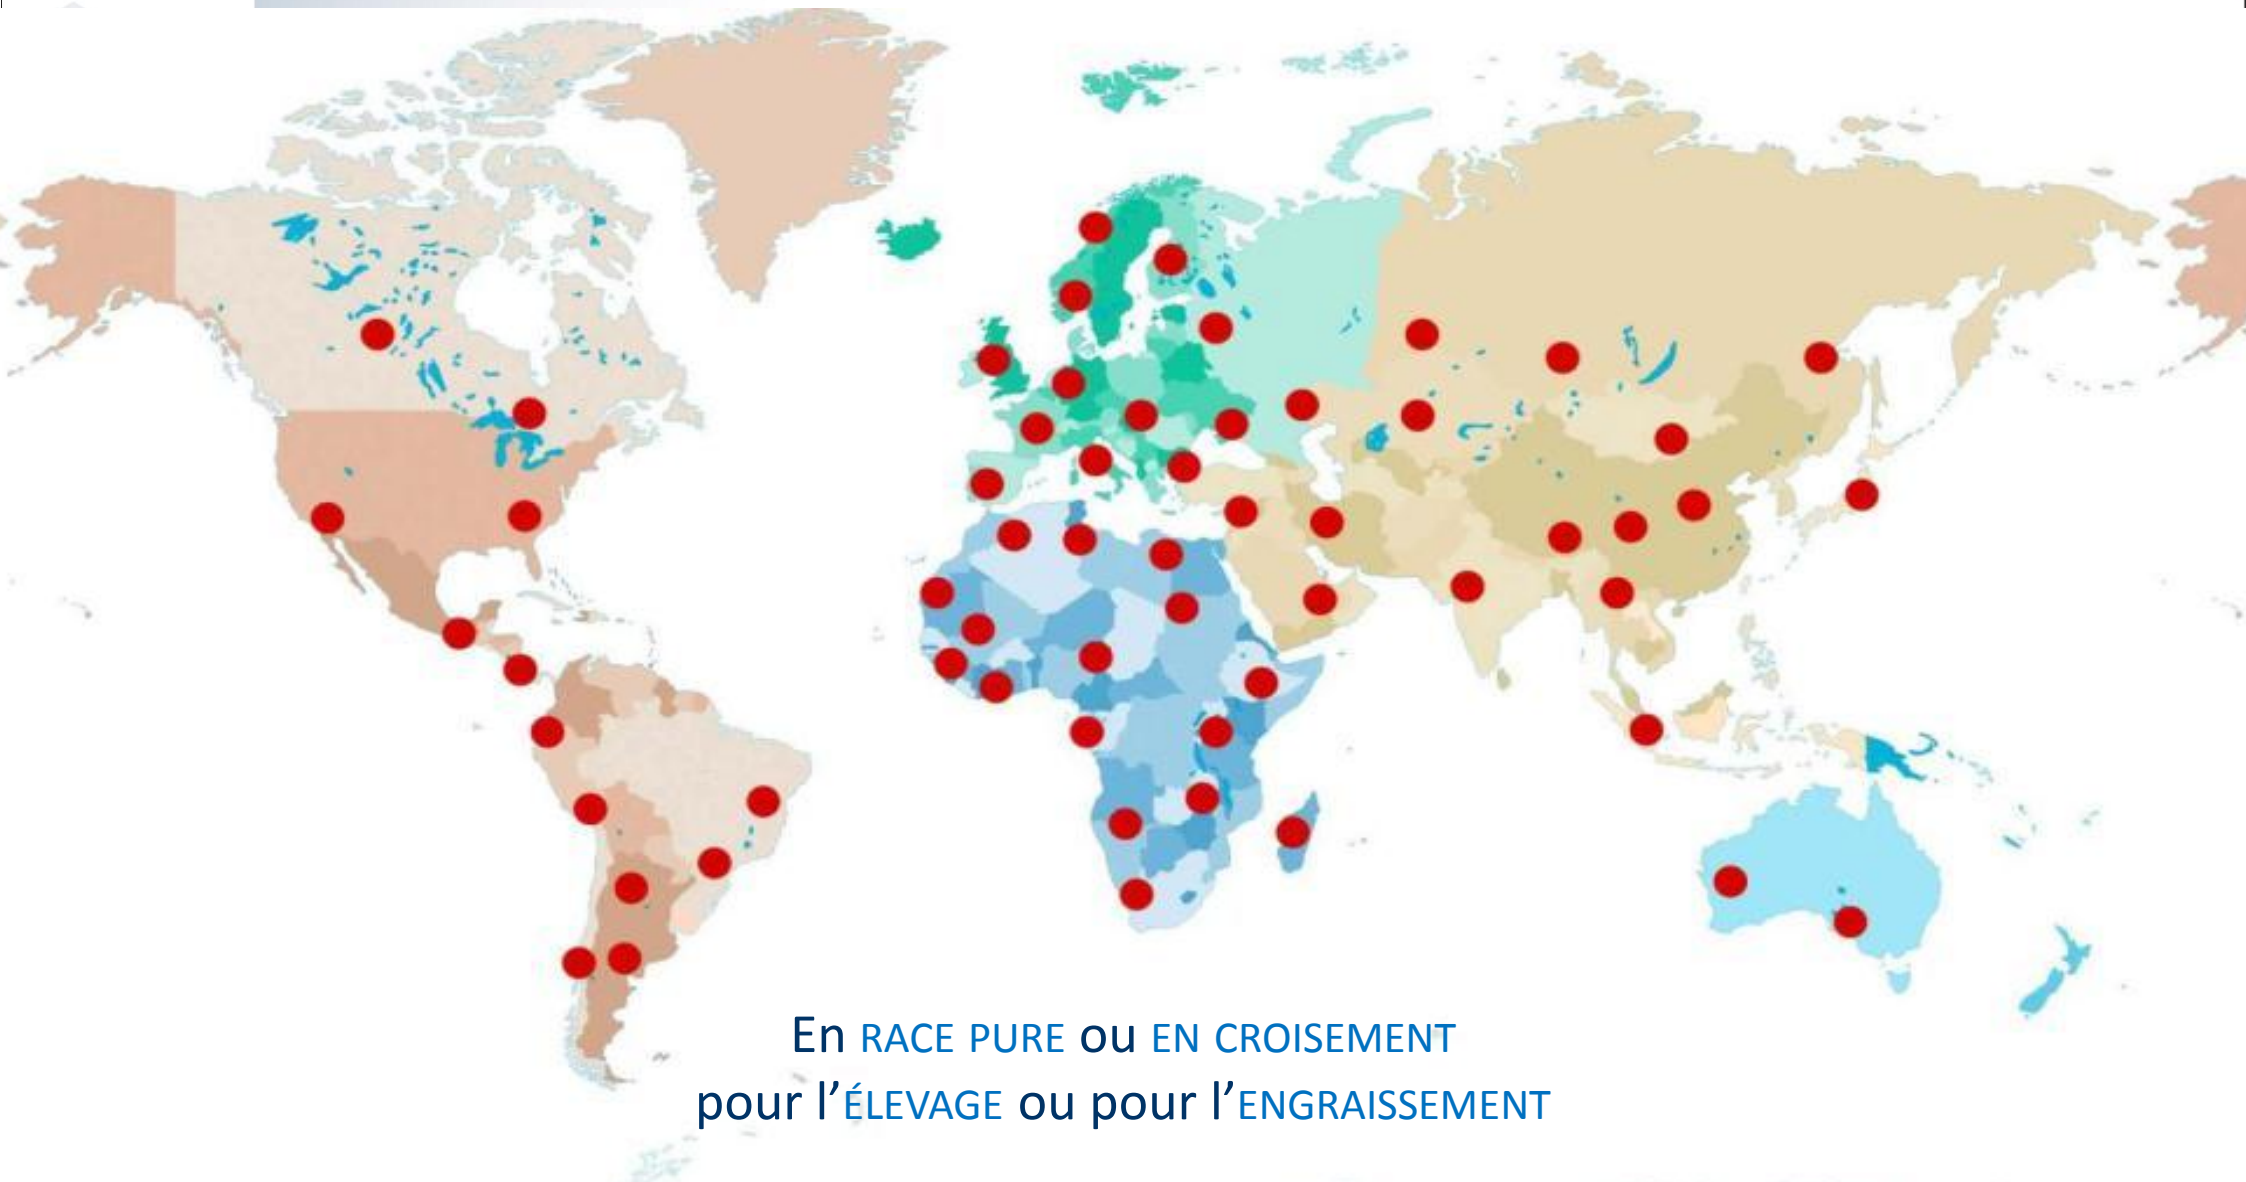 En RACE PURE ou EN CROISEMENT
pour l’ÉLEVAGE ou pour l’ENGRAISSEMENT